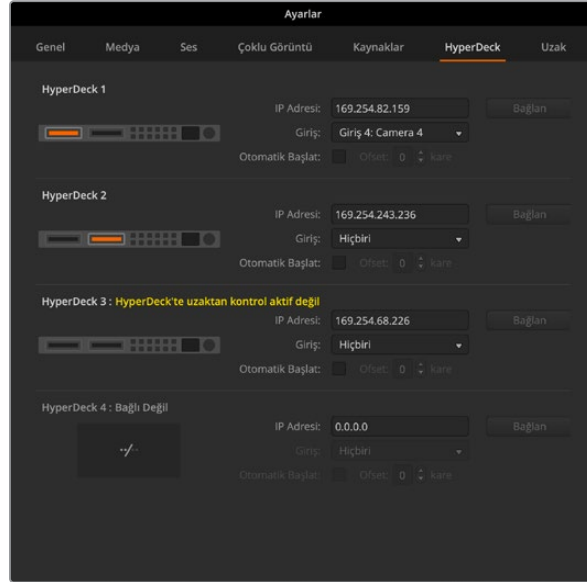 Ayarlar
Genel Medya Ses Çoklu Görüntü Kaynaklar HyperDeck Uzak
HyperDeck 1
IP Adresi: 169.254.82.159 Bağlan
Giriş: Giriş 4: Camera 4
Otomatik Başlat: Ofset: 0 kare
HyperDeck 2
IP Adresi: 169.254.243.236 Bağlan
Giriş: Hiçbiri
Otomatik Başlat: Ofset: 0 kare
HyperDeck 3 : HyperDeck'te uzaktan kontrol aktif değil
IP Adresi: 169.254.68.226 Bağlan
Giriş: Hiçbiri
Otomatik Başlat: Ofset: 0 kare
HyperDeck 4 : Bağlı Değil
IP Adresi: 0.0.0.0 Bağlan
Giriş: Hiçbiri
Otomatik Başlat: Ofset: 0 kare